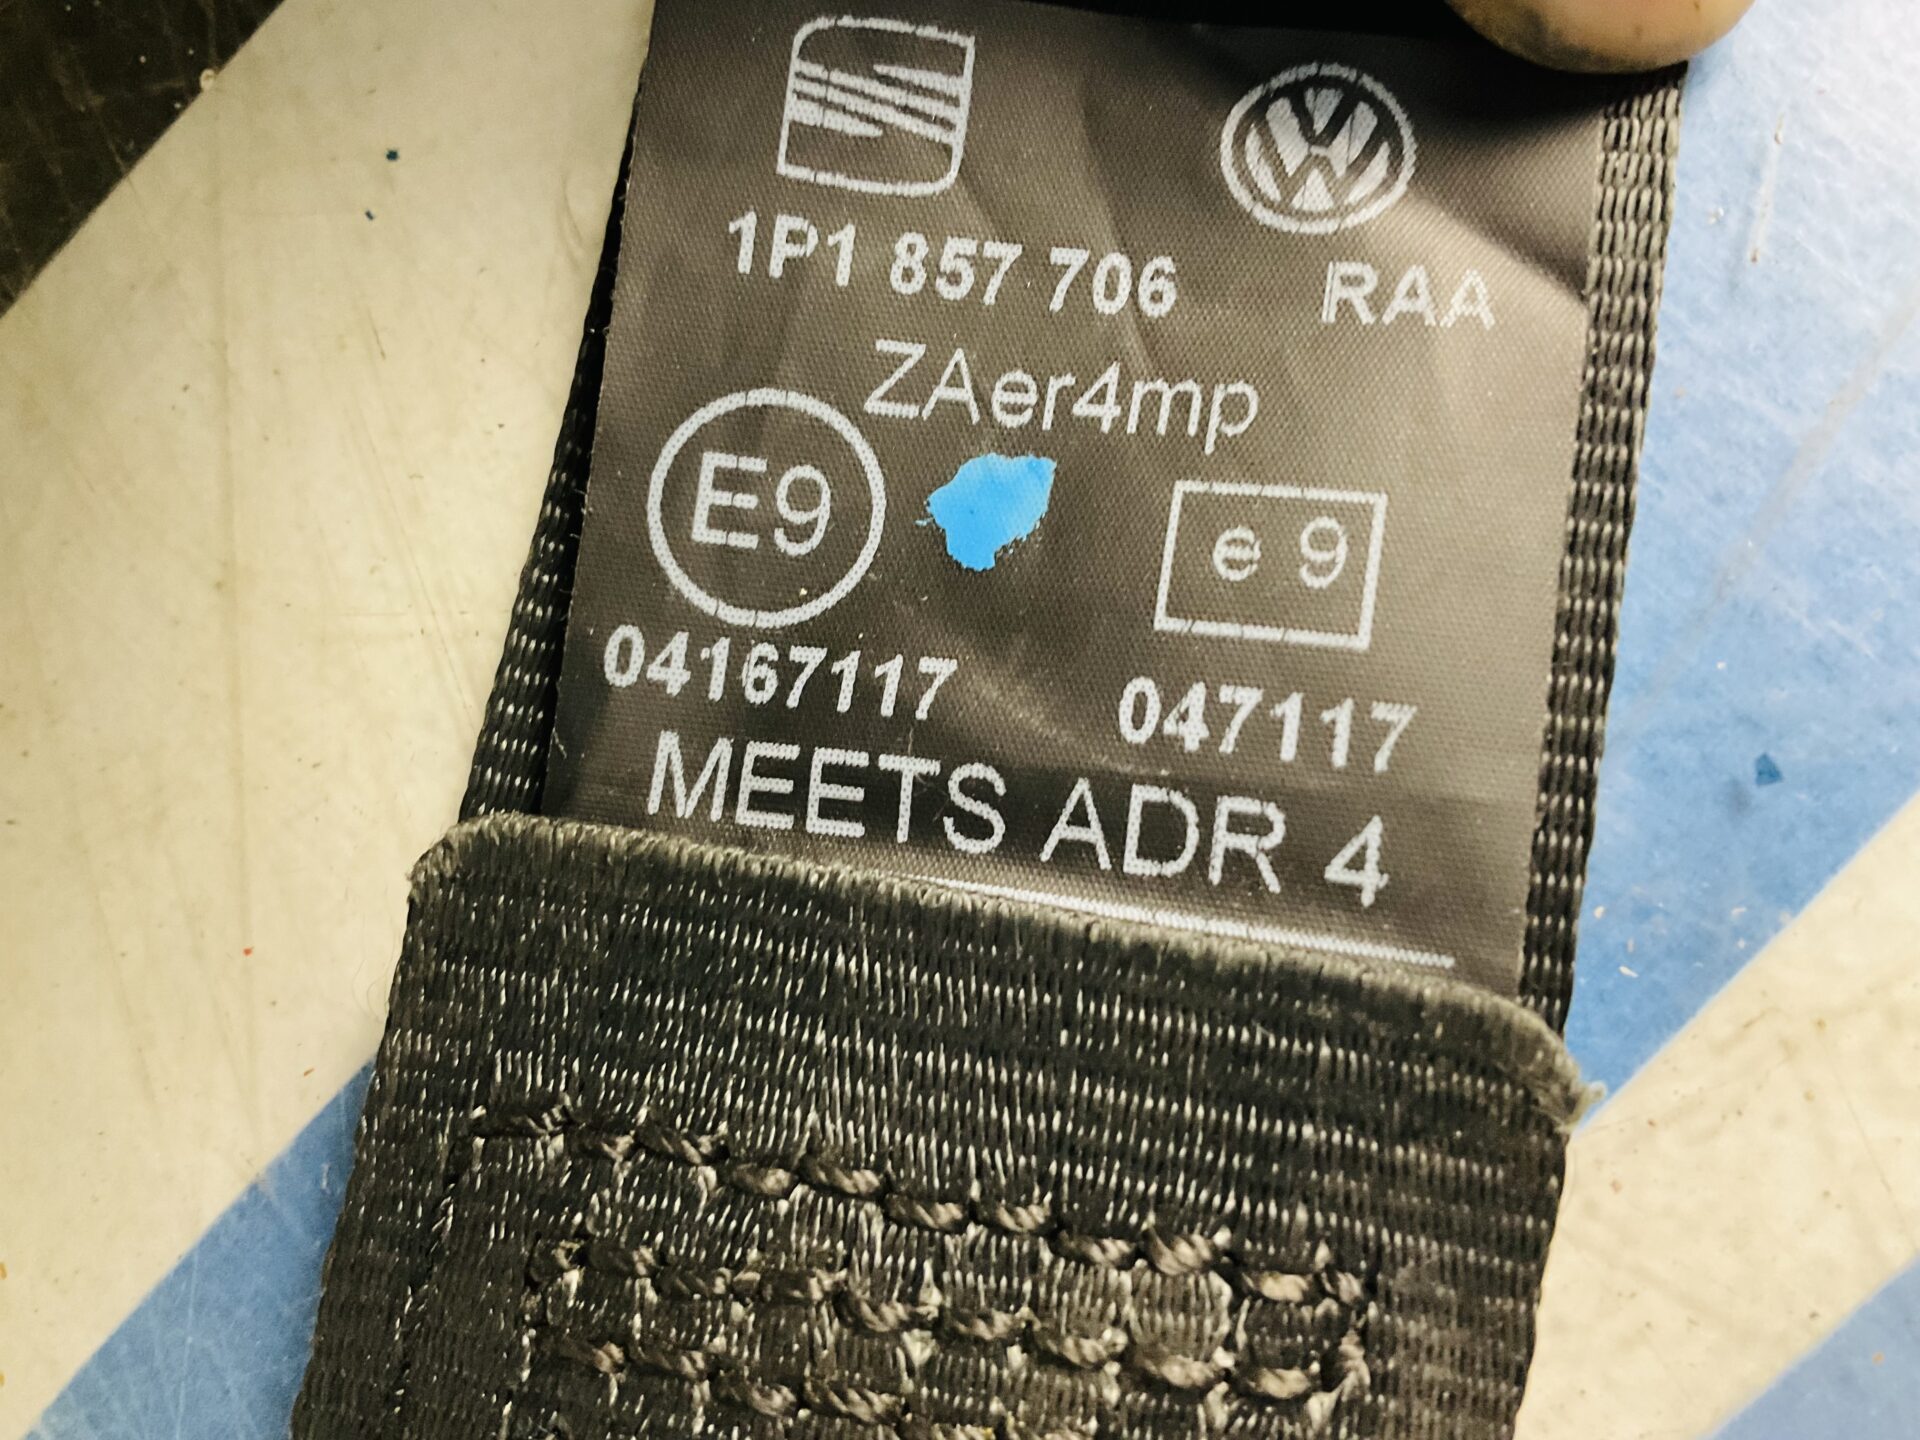 1P1 857 706 RAA
ZAer4mp
E9 e 9
04167117 047117
MEETS ADR 4